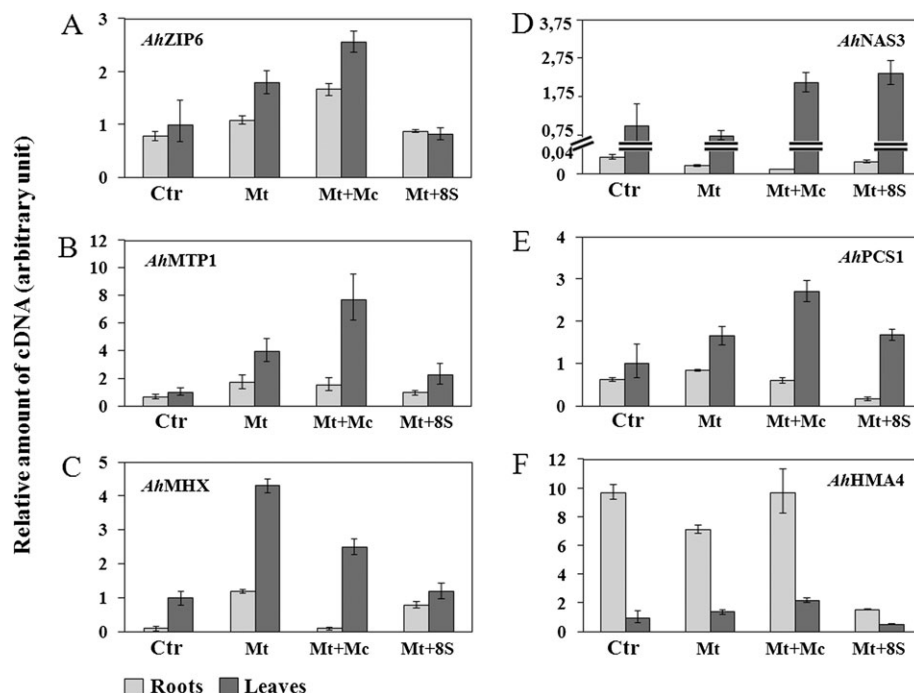 Relative amount of cDNA (arbitrary unit)
A
AhZIP6
3
2
1
0
Ctr Mt Mt+Mc Mt+8S
B
AhMTP1
12
10
8
6
4
2
0
Ctr Mt Mt+Mc Mt+8S
C
AhMHX
5
4
3
2
1
0
Ctr Mt Mt+Mc Mt+8S
D
AhNAS3
3,75
2,75
1,75
0,75
0,04
0
Ctr Mt Mt+Mc Mt+8S
E
AhPCS1
4
3
2
1
0
Ctr Mt Mt+Mc Mt+8S
F
AhHMA4
12
10
8
6
4
2
0
Ctr Mt Mt+Mc Mt+8S
Roots Leaves